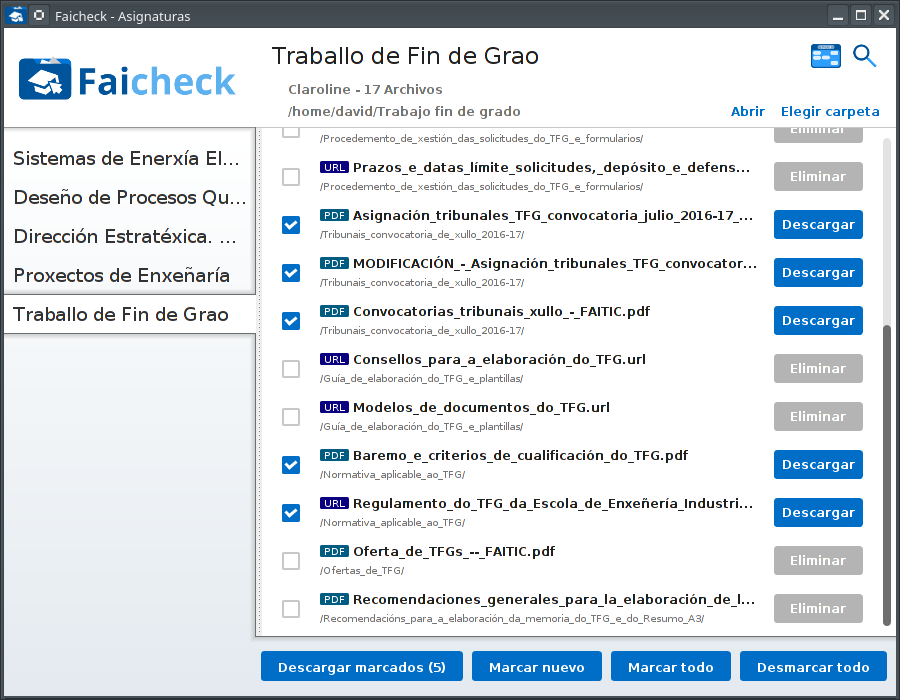 Faicheck - Asignaturas
Faicheck
Traballo de Fin de Grao
Claroline - 17 Archivos
/home/david/Trabajo fin de grado
Abrir
Elegir carpeta
Sistemas de Enerxía El...
Deseño de Procesos Qu...
Dirección Estratéxica. ...
Proxectos de Enxeñaría
Traballo de Fin de Grao
/Procedemento_de_xestión_das_solicitudes_do_TFG_e_formularios/
Eliminar
URL Prazos_e_datas_límite_solicitudes,_depósito_e_defens...
/Procedemento_de_xestión_das_solicitudes_do_TFG_e_formularios/
Eliminar
PDF Asignación_tribunales_TFG_convocatoria_julio_2016-17_...
/Tribunais_convocatoria_de_xullo_2016-17/
Descargar
PDF MODIFICACIÓN_-_Asignación_tribunales_TFG_convocator...
/Tribunais_convocatoria_de_xullo_2016-17/
Descargar
PDF Convocatorias_tribunais_xullo_-_FAITIC.pdf
/Tribunais_convocatoria_de_xullo_2016-17/
Descargar
URL Consellos_para_a_elaboración_do_TFG.url
/Guía_de_elaboración_do_TFG_e_plantillas/
Eliminar
URL Modelos_de_documentos_do_TFG.url
/Guía_de_elaboración_do_TFG_e_plantillas/
Eliminar
PDF Baremo_e_criterios_de_cualificación_do_TFG.pdf
/Normativa_aplicable_ao_TFG/
Descargar
URL Regulamento_do_TFG_da_Escola_de_Enxeñería_Industri...
/Normativa_aplicable_ao_TFG/
Descargar
PDF Oferta_de_TFGs_--_FAITIC.pdf
/Ofertas_de_TFG/
Eliminar
PDF Recomendaciones_generales_para_la_elaboración_de_l...
/Recomendacións_para_a_elaboración_da_memoria_do_TFG_e_do_Resumo_A3/
Eliminar
Descargar marcados (5)
Marcar nuevo
Marcar todo
Desmarcar todo